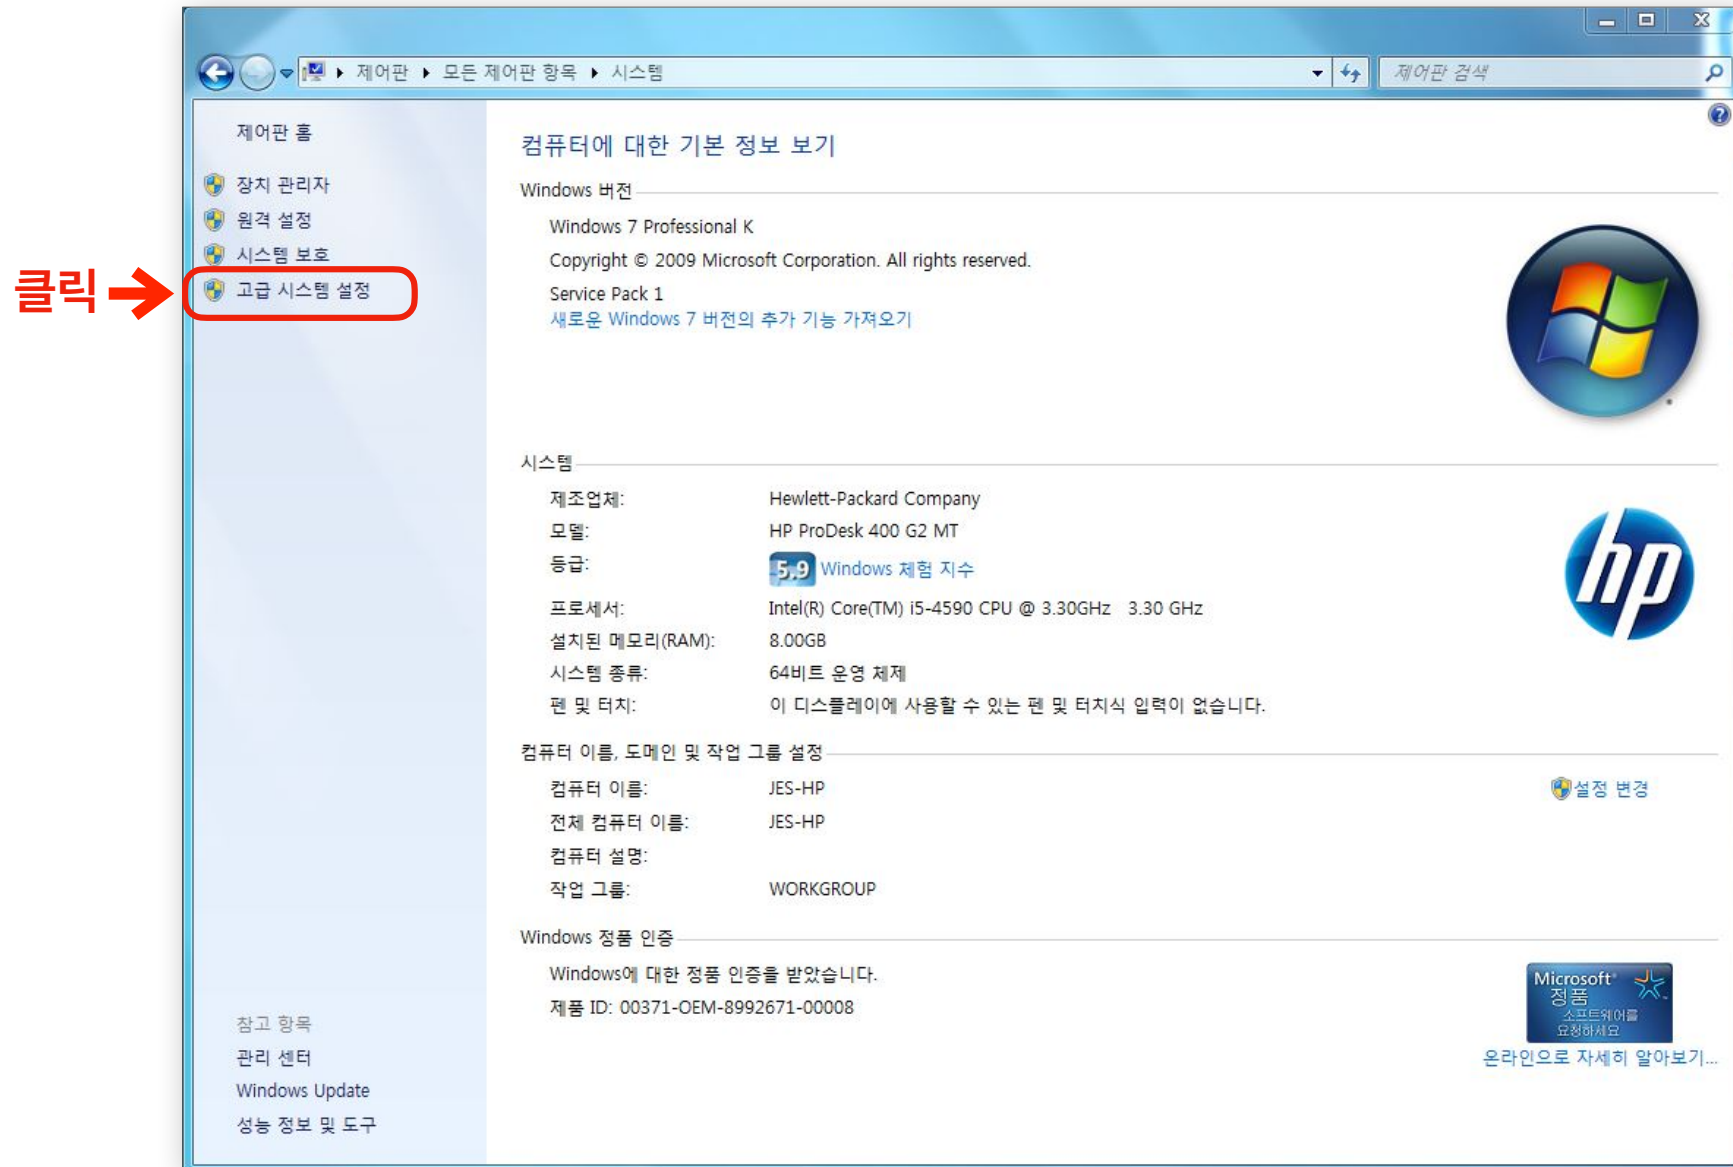 제어판 ▸ 모든 제어판 항목 ▸ 시스템
제어판 검색
제어판 홈
장치 관리자
원격 설정
시스템 보호
클릭
고급 시스템 설정
컴퓨터에 대한 기본 정보 보기
Windows 버전
Windows 7 Professional K
Copyright © 2009 Microsoft Corporation. All rights reserved.
Service Pack 1
새로운 Windows 7 버전의 추가 기능 가져오기
시스템
제조업체: Hewlett-Packard Company
모델: HP ProDesk 400 G2 MT
등급: 5.9 Windows 체험 지수
프로세서: Intel(R) Core(TM) i5-4590 CPU @ 3.30GHz 3.30 GHz
설치된 메모리(RAM): 8.00GB
시스템 종류: 64비트 운영 체제
펜 및 터치: 이 디스플레이에 사용할 수 있는 펜 및 터치식 입력이 없습니다.
hp
컴퓨터 이름, 도메인 및 작업 그룹 설정
컴퓨터 이름: JES-HP
설정 변경
전체 컴퓨터 이름: JES-HP
컴퓨터 설명:
작업 그룹: WORKGROUP
Windows 정품 인증
Windows에 대한 정품 인증을 받았습니다.
제품 ID: 00371-OEM-8992671-00008
Microsoft
정품
소프트웨어를
요청하세요
온라인으로 자세히 알아보기...
참고 항목
관리 센터
Windows Update
성능 정보 및 도구